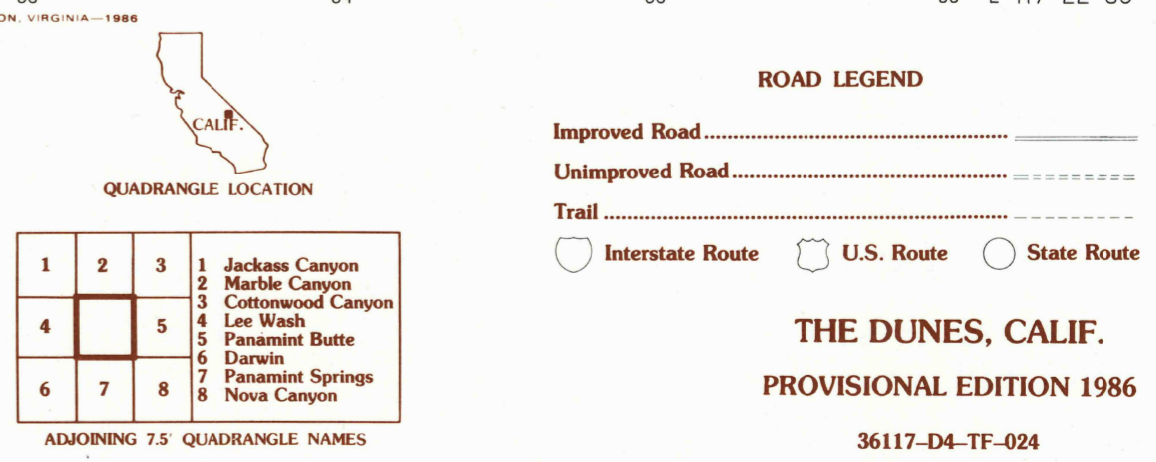 ON, VIRGINIA—1986
CALIF.
QUADRANGLE LOCATION
1 2 3
4 5
6 7 8
1 Jackass Canyon
2 Marble Canyon
3 Cottonwood Canyon
4 Lee Wash
5 Panamint Butte
6 Darwin
7 Panamint Springs
8 Nova Canyon
ADJOINING 7.5' QUADRANGLE NAMES
ROAD LEGEND
Improved Road
Unimproved Road
Trail
Interstate Route U.S. Route State Route
THE DUNES, CALIF.
PROVISIONAL EDITION 1986
36117–D4–TF–024